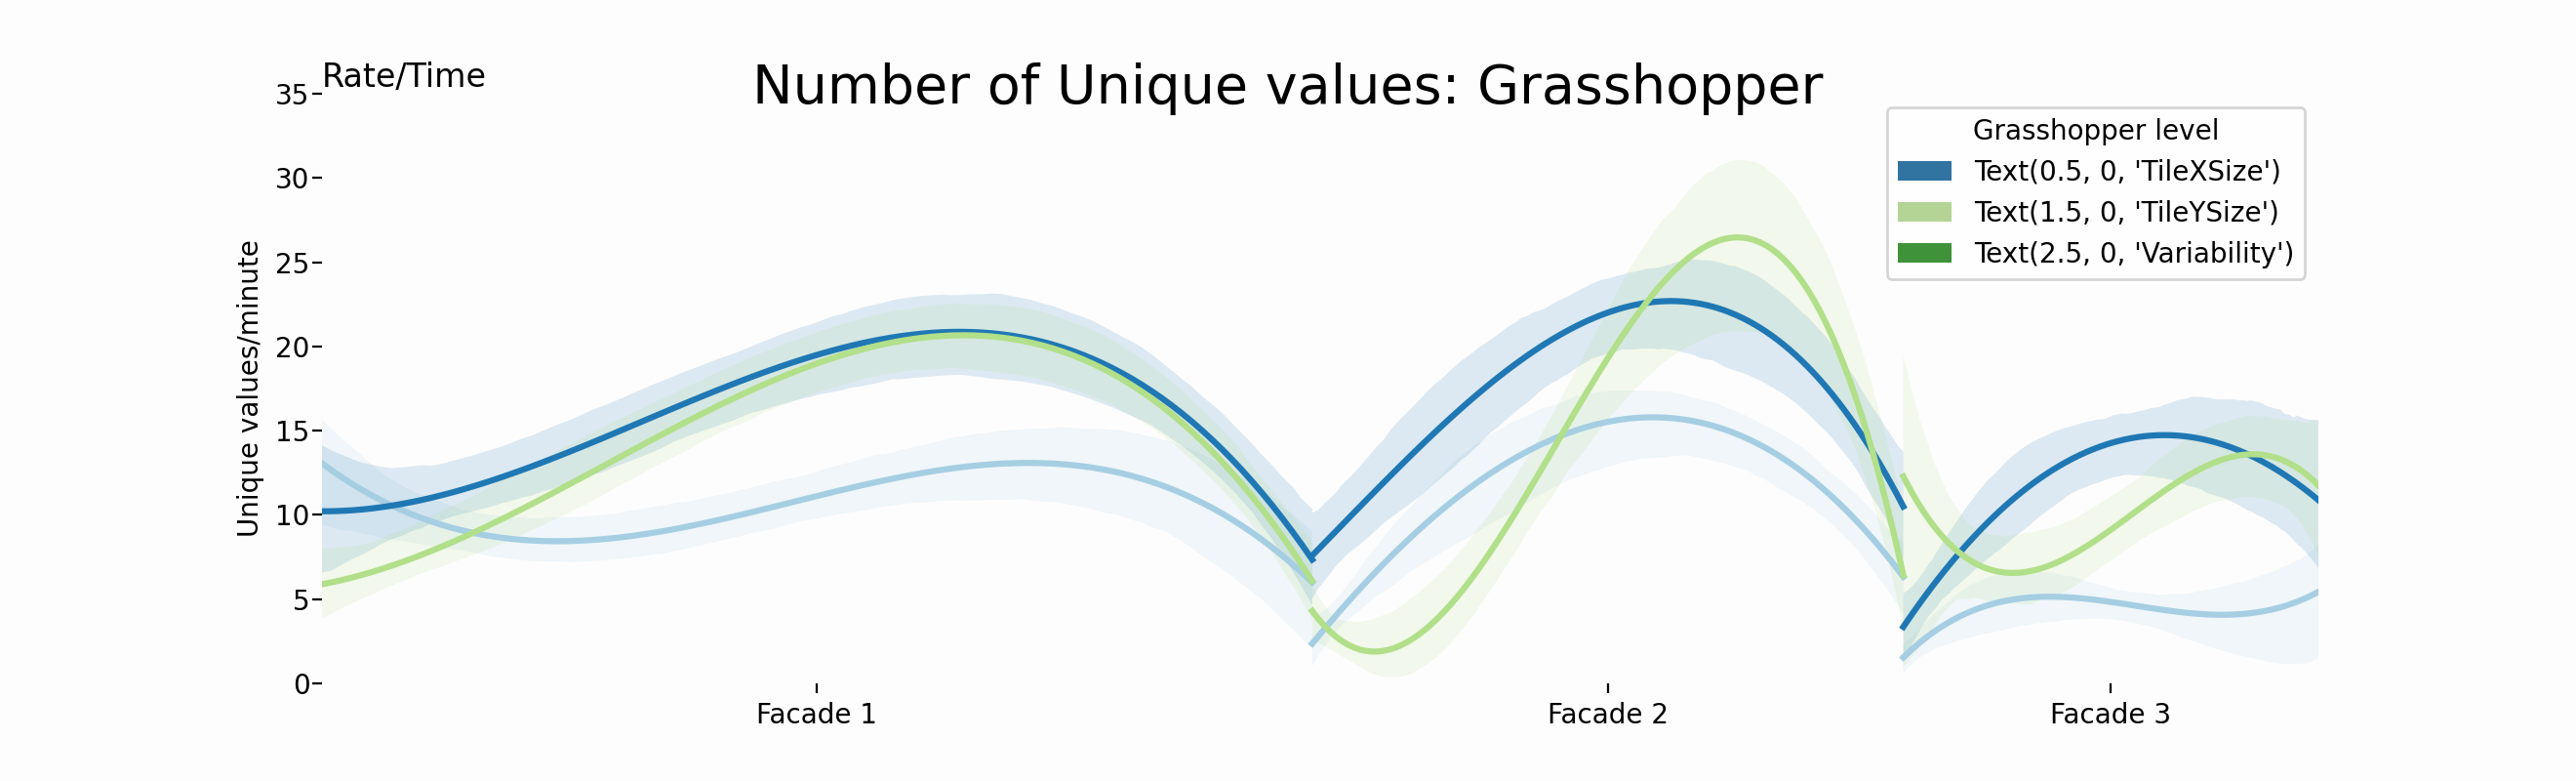 Rate/Time
Number of Unique values: Grasshopper
35
30
25
20
15
10
5
0
Unique values/minute
Grasshopper level
Text(0.5, 0, 'TileXSize')
Text(1.5, 0, 'TileYSize')
Text(2.5, 0, 'Variability')
Facade 1
Facade 2
Facade 3